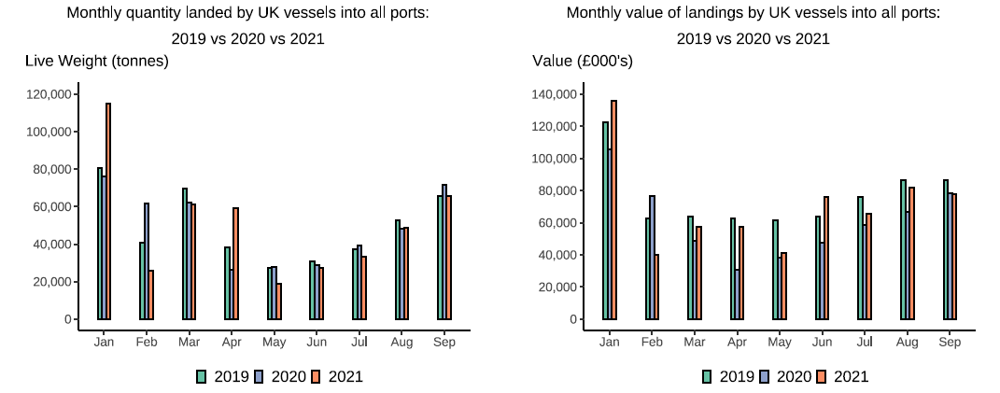 Monthly quantity landed by UK vessels into all ports:
2019 vs 2020 vs 2021
Live Weight (tonnes)
120,000
100,000
80,000
60,000
40,000
20,000
0
Jan Feb Mar Apr May Jun Jul Aug Sep
2019 2020 2021
Monthly value of landings by UK vessels into all ports:
2019 vs 2020 vs 2021
Value (£000's)
140,000
120,000
100,000
80,000
60,000
40,000
20,000
0
Jan Feb Mar Apr May Jun Jul Aug Sep
2019 2020 2021